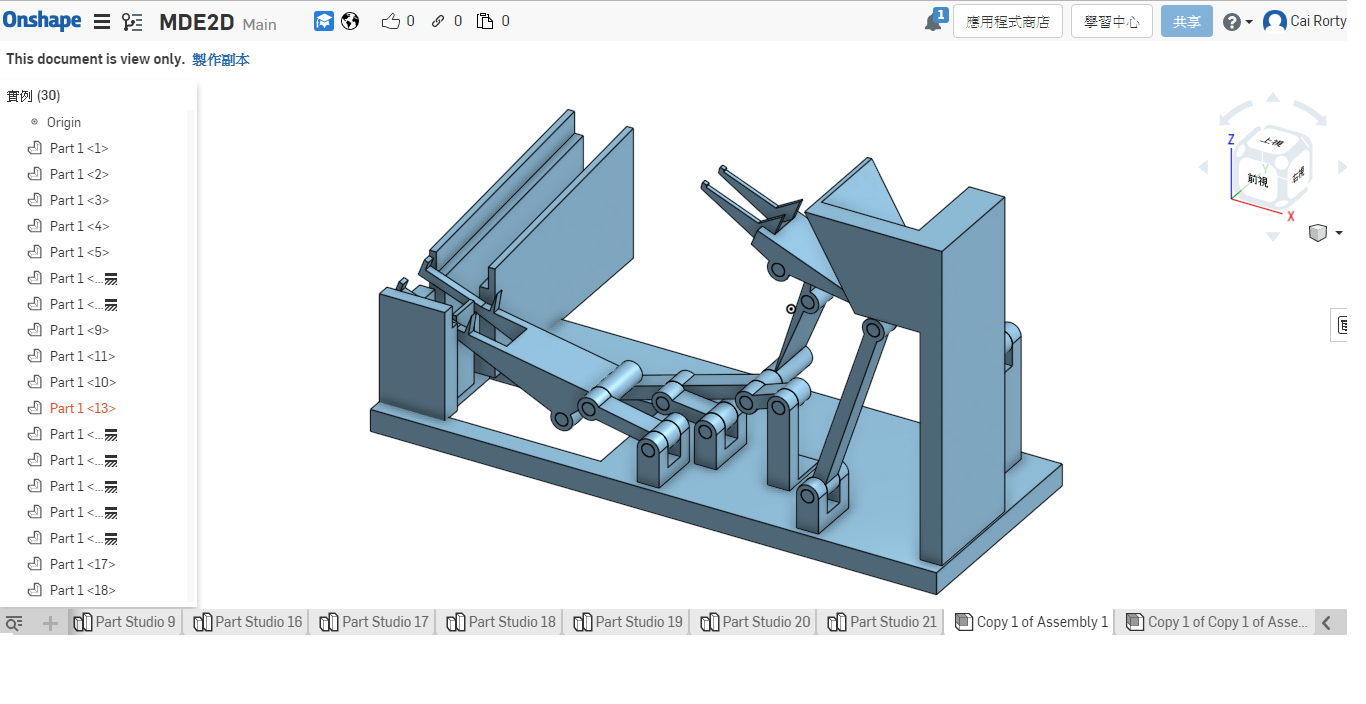 Onshape MDE2D Main 0 0 0 1 應用程式商店 學習中心 共享 Cai Rorty
This document is view only. 製作副本
實例 (30)
Origin
Part 1 <1>
Part 1 <2>
Part 1 <3>
Part 1 <4>
Part 1 <5>
Part 1 <...
Part 1 <...
Part 1 <9>
Part 1 <11>
Part 1 <10>
Part 1 <13>
Part 1 <...
Part 1 <...
Part 1 <...
Part 1 <...
Part 1 <...
Part 1 <17>
Part 1 <18>
Z
上視
Y
前視 右視
X
Part Studio 9 Part Studio 16 Part Studio 17 Part Studio 18 Part Studio 19 Part Studio 20 Part Studio 21 Copy 1 of Assembly 1 Copy 1 of Copy 1 of Asse...